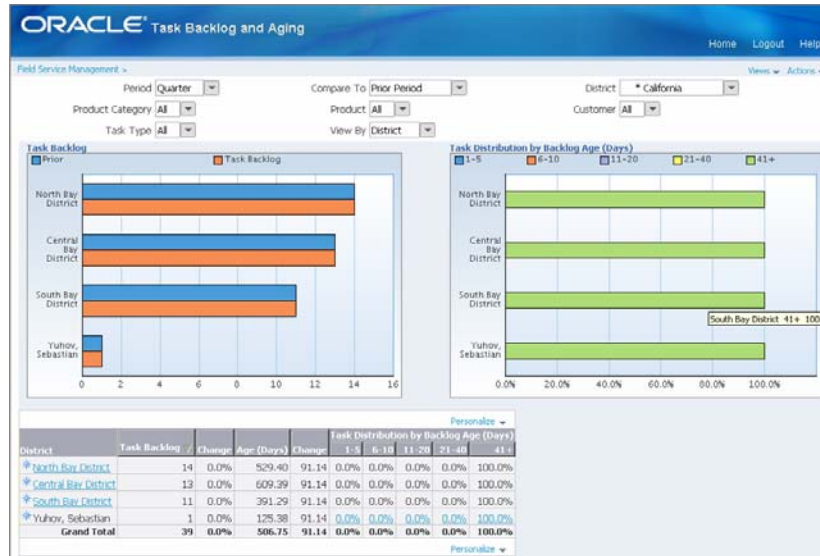 ORACLE® Task Backlog and Aging
Home Logout Help
Field Service Management >
Views Actions
Period Quarter Compare To Prior Period District * California
Product Category All Product All Customer All
Task Type All View By District
Task Backlog
Prior Task Backlog
North Bay District
Central Bay District
South Bay District
Yuhov, Sebastian
0 2 4 6 8 10 12 14 16
Task Distribution by Backlog Age (Days)
1-5 6-10 11-20 21-40 41+
North Bay District
Central Bay District
South Bay District
South Bay District 41+ 100
Yuhov, Sebastian
0.0% 20.0% 40.0% 60.0% 80.0% 100.0%
Personalize
Task Distribution by Backlog Age (Days)
District Task Backlog Change Age (Days) Change 1-5 6-10 11-20 21-40 41+
North Bay District 14 0.0% 529.40 91.14 0.0% 0.0% 0.0% 0.0% 100.0%
Central Bay District 13 0.0% 609.39 91.14 0.0% 0.0% 0.0% 0.0% 100.0%
South Bay District 11 0.0% 391.29 91.14 0.0% 0.0% 0.0% 0.0% 100.0%
Yuhov, Sebastian 1 0.0% 125.38 91.14 0.0% 0.0% 0.0% 0.0% 100.0%
Grand Total 39 0.0% 506.75 91.14 0.0% 0.0% 0.0% 0.0% 100.0%
Personalize